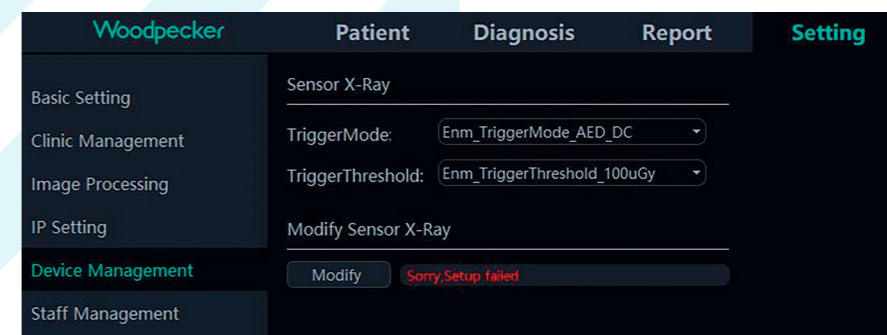 Woodpecker Patient Diagnosis Report Setting
Basic Setting
Clinic Management
Image Processing
IP Setting
Device Management
Staff Management
Sensor X-Ray
TriggerMode: Enm_TriggerMode_AED_DC
TriggerThreshold: Enm_TriggerThreshold_100uGy
Modify Sensor X-Ray
Modify Sorry,Setup failed